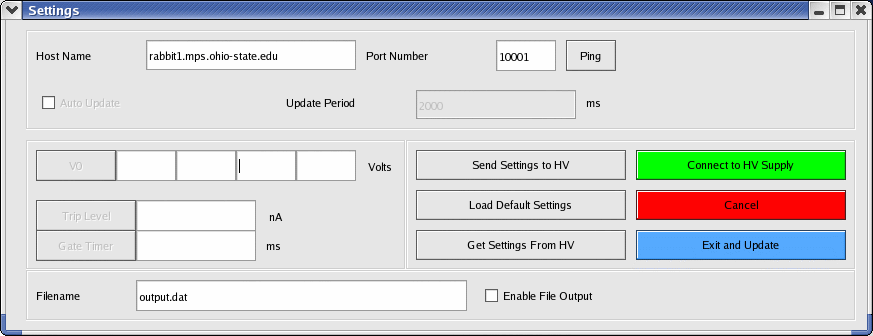 Settings
Host Name rabbit1.mps.ohio-state.edu Port Number 10001 Ping
Auto Update Update Period 2000 ms
V0 Volts Send Settings to HV Connect to HV Supply
Trip Level nA Load Default Settings Cancel
Gate Timer ms Get Settings From HV Exit and Update
Filename output.dat Enable File Output